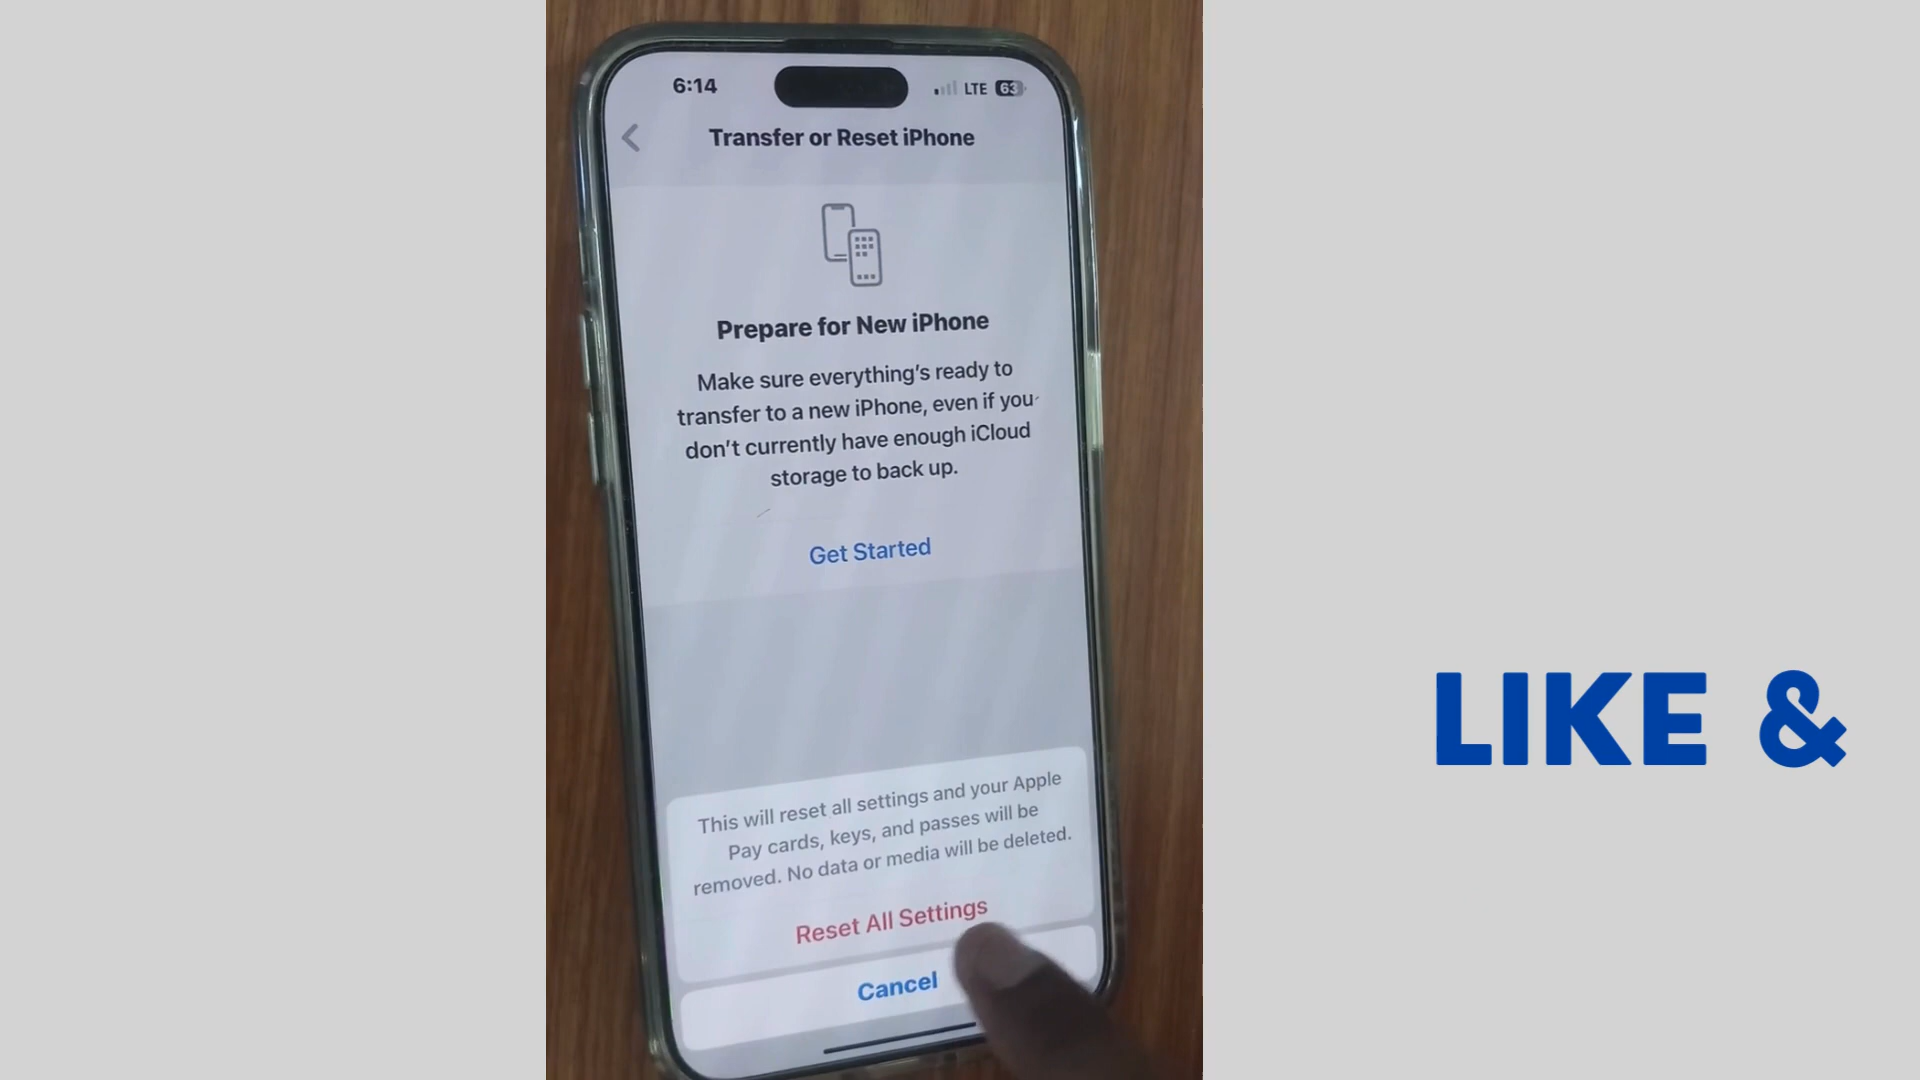 6:14
LTE 63
Transfer or Reset iPhone
Prepare for New iPhone
Make sure everything's ready to
transfer to a new iPhone, even if you
don't currently have enough iCloud
storage to back up.
Get Started
This will reset all settings and your Apple
Pay cards, keys, and passes will be
removed. No data or media will be deleted.
Reset All Settings
Cancel
LIKE &